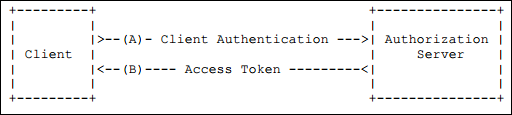 +---------+                                  +---------------+
|         |                                  |               |
|         |>--(A)- Client Authentication --->| Authorization |
| Client  |                                  |     Server    |
|         |<--(B)---- Access Token ---------<|               |
|         |                                  |               |
+---------+                                  +---------------+